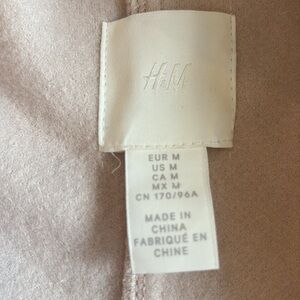 H&M
EUR M
US M
CA M
MX M
CN 170/96A
MADE IN
CHINA
FABRIQUÉ EN
CHINE